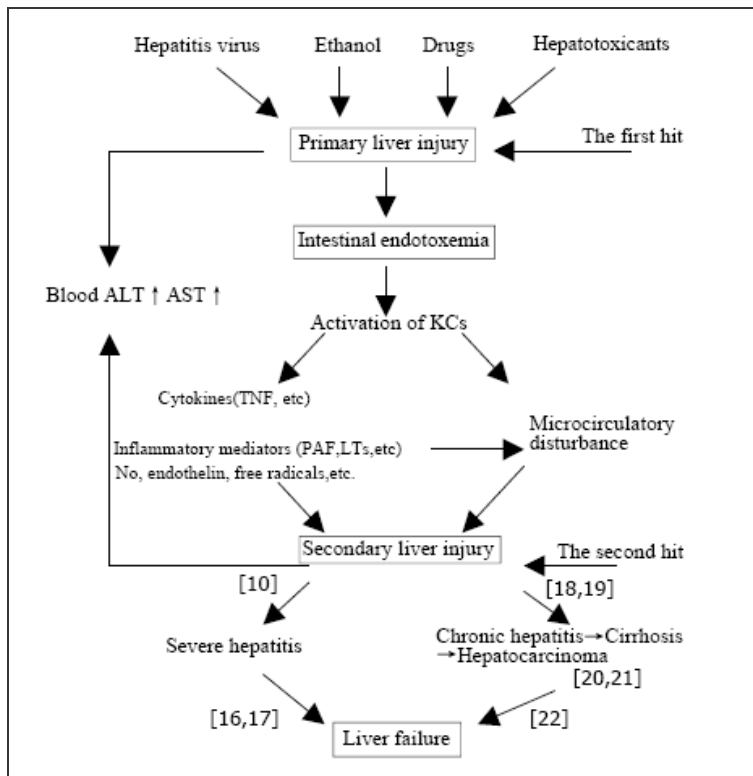 Hepatitis virus
Ethanol
Drugs
Hepatotoxicants
Primary liver injury
The first hit
Intestinal endotoxemia
Blood ALT ↑ AST ↑
Activation of KCs
Cytokines(TNF, etc)
Inflammatory mediators (PAF,LTs,etc)
No, endothelin, free radicals,etc.
Microcirculatory
disturbance
Secondary liver injury
The second hit
[10]
[18,19]
Severe hepatitis
Chronic hepatitis→Cirrhosis
→Hepatocarcinoma
[20,21]
[16,17]
[22]
Liver failure